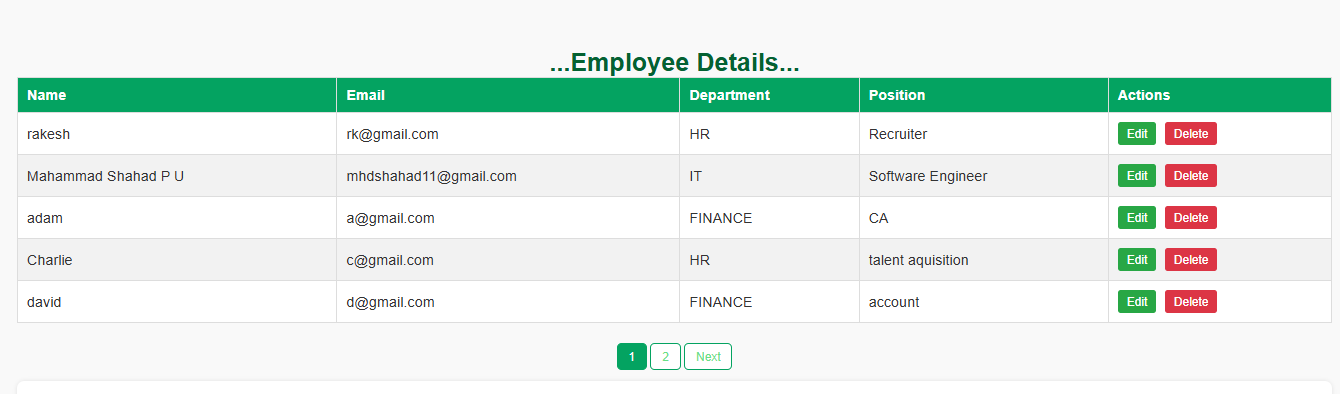 ...Employee Details...
Name Email Department Position Actions
rakesh rk@gmail.com HR Recruiter Edit Delete
Mahammad Shahad P U mhdshahad11@gmail.com IT Software Engineer Edit Delete
adam a@gmail.com FINANCE CA Edit Delete
Charlie c@gmail.com HR talent aquisition Edit Delete
david d@gmail.com FINANCE account Edit Delete
1 2 Next